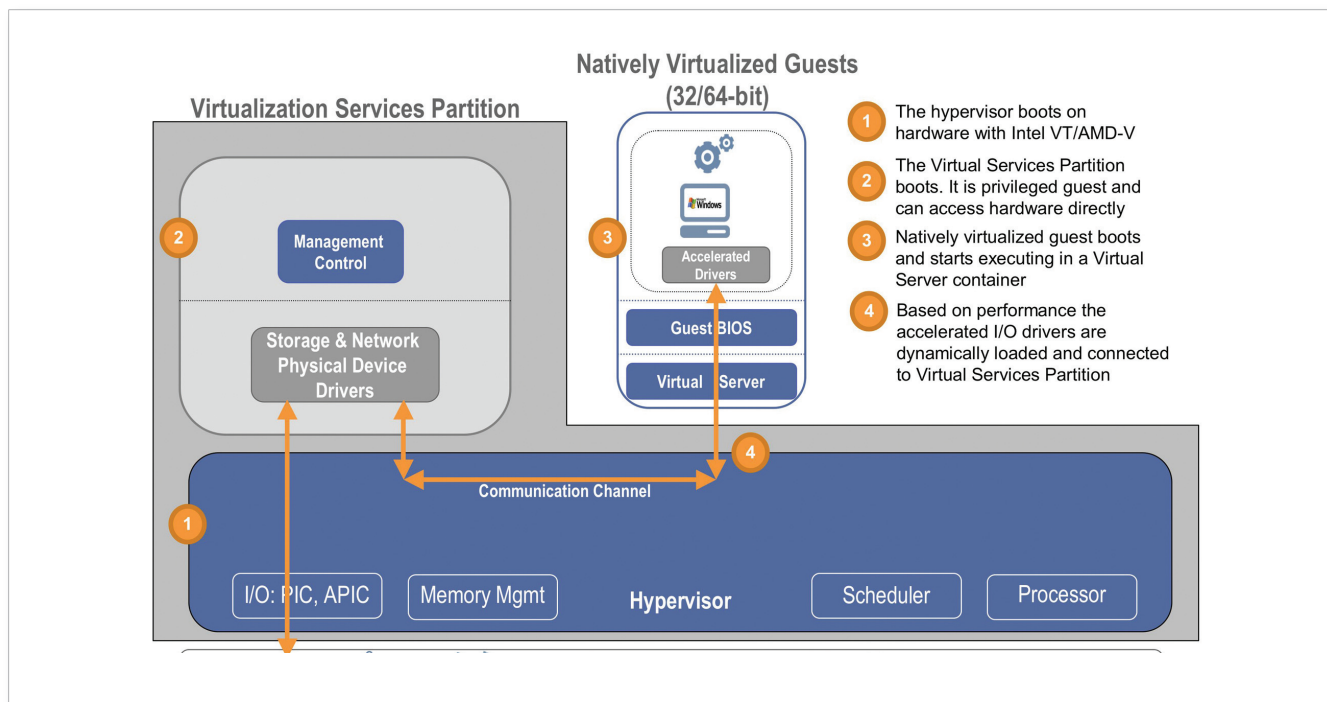 Natively Virtualized Guests
(32/64-bit)
Virtualization Services Partition
1
The hypervisor boots on
hardware with Intel VT/AMD-V
2
The Virtual Services Partition
boots. It is privileged guest and
can access hardware directly
3
Natively virtualized guest boots
and starts executing in a Virtual
Server container
4
Based on performance the
accelerated I/O drivers are
dynamically loaded and connected
to Virtual Services Partition
2
Management
Control
Storage & Network
Physical Device
Drivers
3
Windows
Accelerated
Drivers
Guest BIOS
Virtual Server
4
Communication Channel
1
I/O: PIC, APIC
Memory Mgmt
Hypervisor
Scheduler
Processor